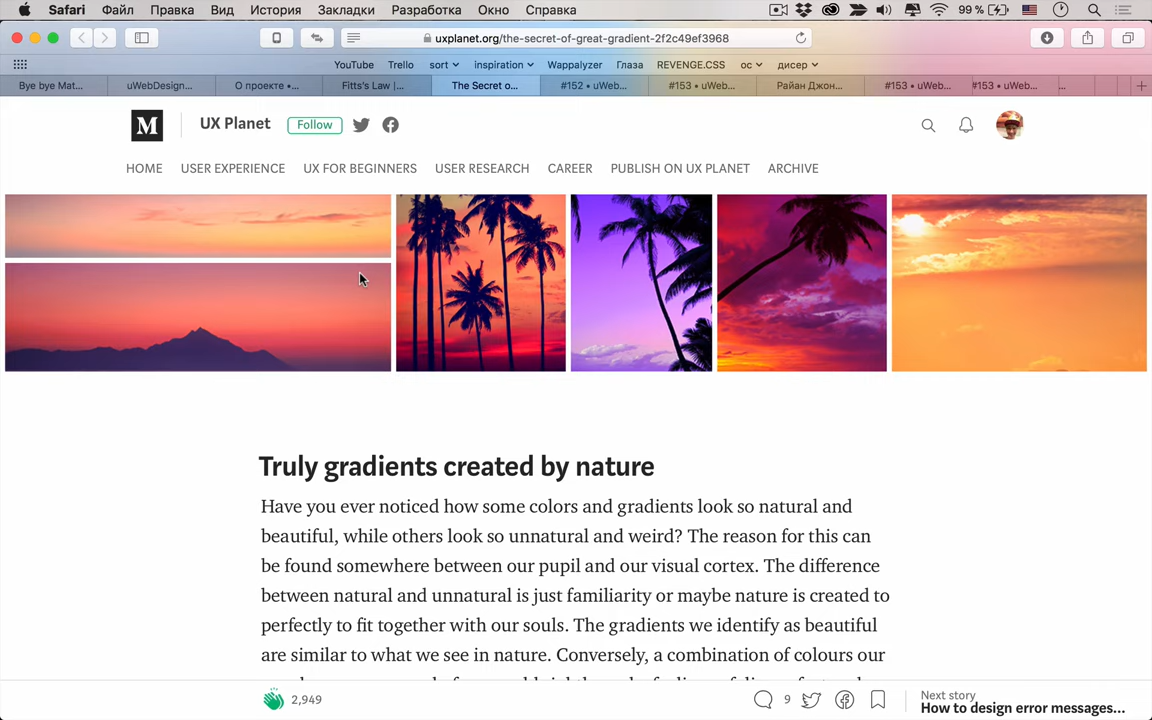 Safari Файл Правка Вид История Закладки Разработка Окно Справка 99 %
uxplanet.org/the-secret-of-great-gradient-2f2c49ef3968
YouTube Trello sort inspiration Wappalyzer Глаза REVENGE.CSS ос дисер
Bye bye Mat... uWebDesign... О проекте •... Fitts's Law |... The Secret o... #152 • uWeb... #153 • uWeb... Райан Джон... #153 • uWeb... #153 • uWeb... ...
M UX Planet Follow
HOME USER EXPERIENCE UX FOR BEGINNERS USER RESEARCH CAREER PUBLISH ON UX PLANET ARCHIVE
Truly gradients created by nature
Have you ever noticed how some colors and gradients look so natural and
beautiful, while others look so unnatural and weird? The reason for this can
be found somewhere between our pupil and our visual cortex. The difference
between natural and unnatural is just familiarity or maybe nature is created to
perfectly to fit together with our souls. The gradients we identify as beautiful
are similar to what we see in nature. Conversely, a combination of colours our
2,949 9 Next story
How to design error messages...